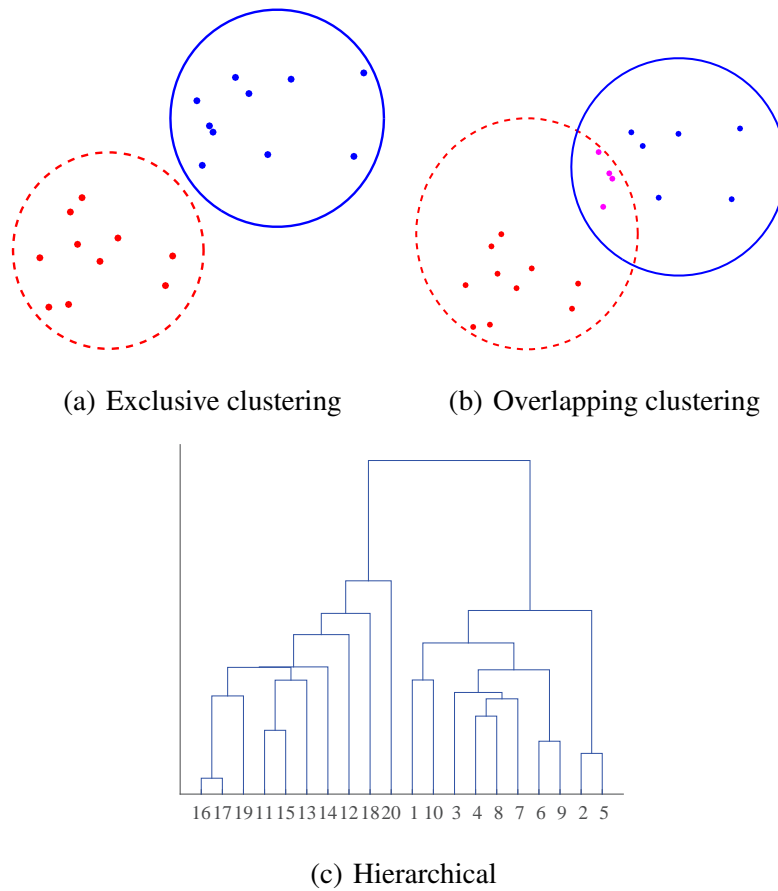 (a) Exclusive clustering
(b) Overlapping clustering
16 17 19 11 15 13 14 12 18 20 1 10 3 4 8 7 6 9 2 5
(c) Hierarchical